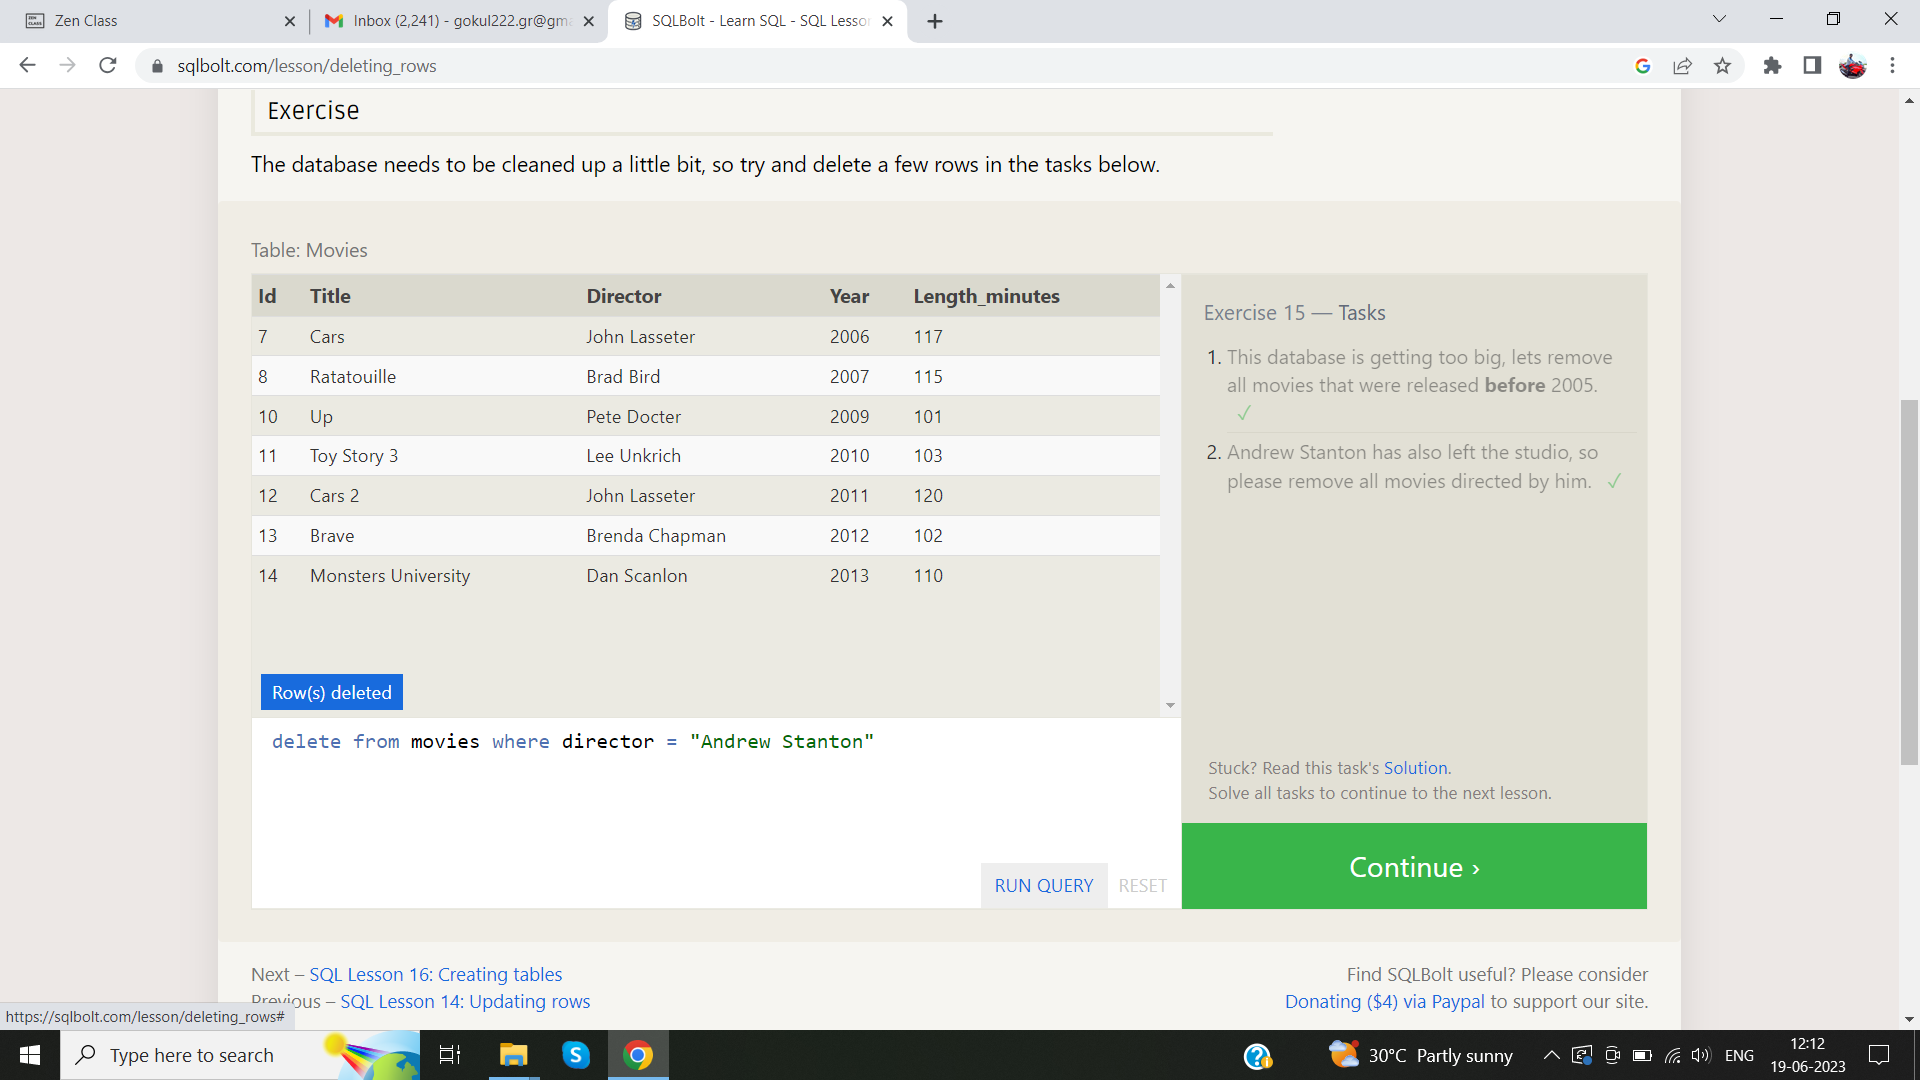 Zen Class
Inbox (2,241) - gokul222.gr@gm
SQLBolt - Learn SQL - SQL Lesson
sqlbolt.com/lesson/deleting_rows
Exercise
The database needs to be cleaned up a little bit, so try and delete a few rows in the tasks below.
Table: Movies
Id Title Director Year Length_minutes
7 Cars John Lasseter 2006 117
8 Ratatouille Brad Bird 2007 115
10 Up Pete Docter 2009 101
11 Toy Story 3 Lee Unkrich 2010 103
12 Cars 2 John Lasseter 2011 120
13 Brave Brenda Chapman 2012 102
14 Monsters University Dan Scanlon 2013 110
Row(s) deleted
delete from movies where director = "Andrew Stanton"
RUN QUERY RESET
Exercise 15 — Tasks
1. This database is getting too big, lets remove
all movies that were released before 2005.
✓
2. Andrew Stanton has also left the studio, so
please remove all movies directed by him. ✓
Stuck? Read this task's Solution.
Solve all tasks to continue to the next lesson.
Continue ›
Next – SQL Lesson 16: Creating tables
Previous – SQL Lesson 14: Updating rows
Find SQLBolt useful? Please consider
Donating ($4) via Paypal to support our site.
https://sqlbolt.com/lesson/deleting_rows#
Type here to search
30°C Partly sunny
ENG
12:12
19-06-2023